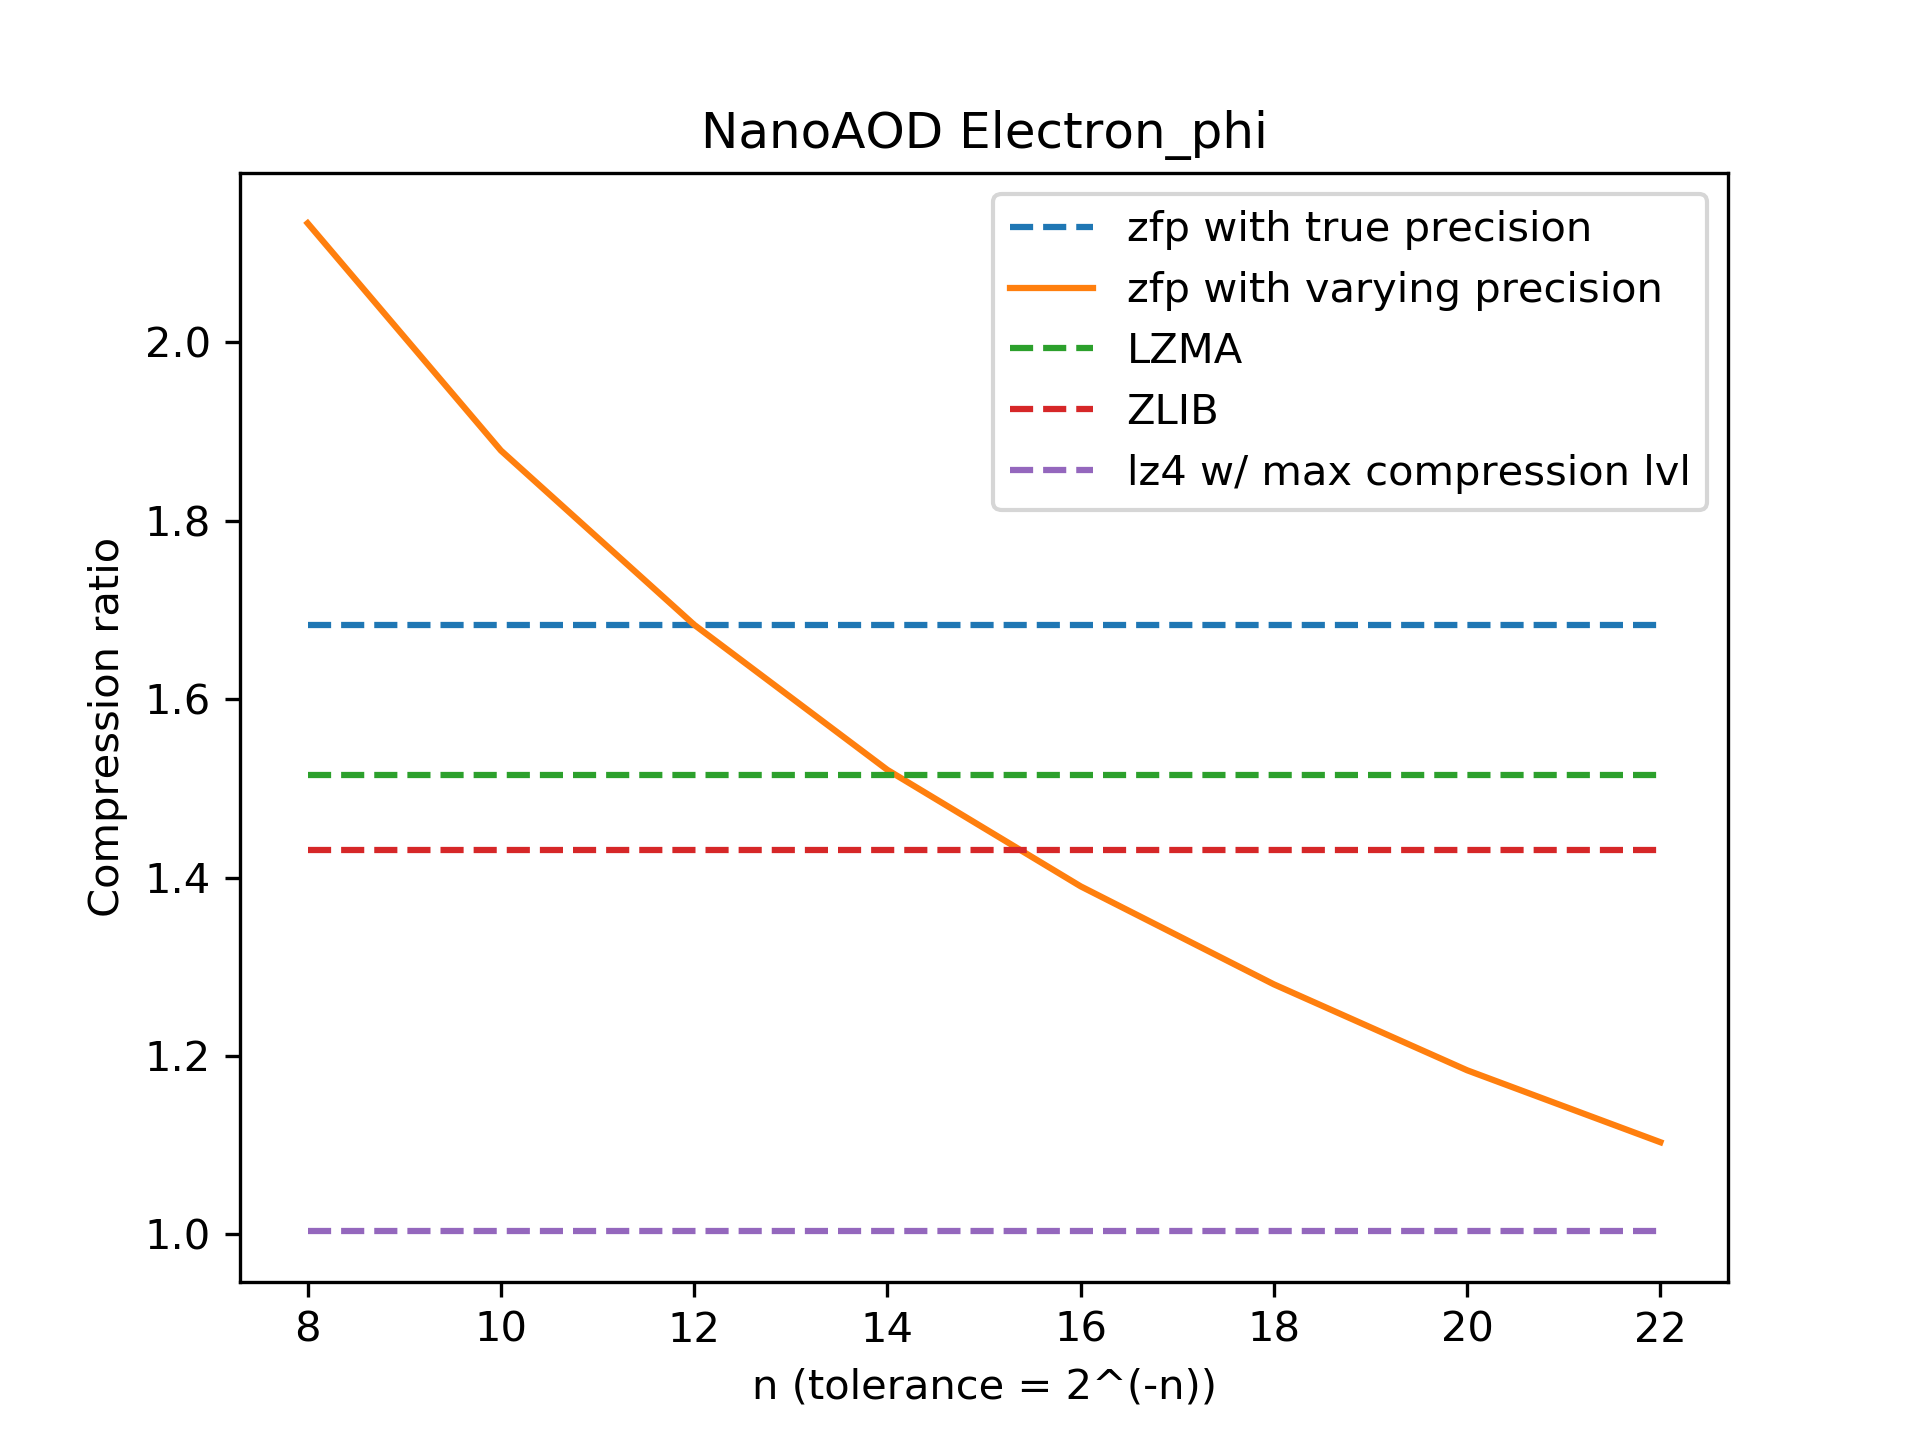 NanoAOD Electron_phi
zfp with true precision
zfp with varying precision
LZMA
ZLIB
lz4 w/ max compression lvl
Compression ratio
2.0
1.8
1.6
1.4
1.2
1.0
8 10 12 14 16 18 20 22
n (tolerance = 2^(-n))